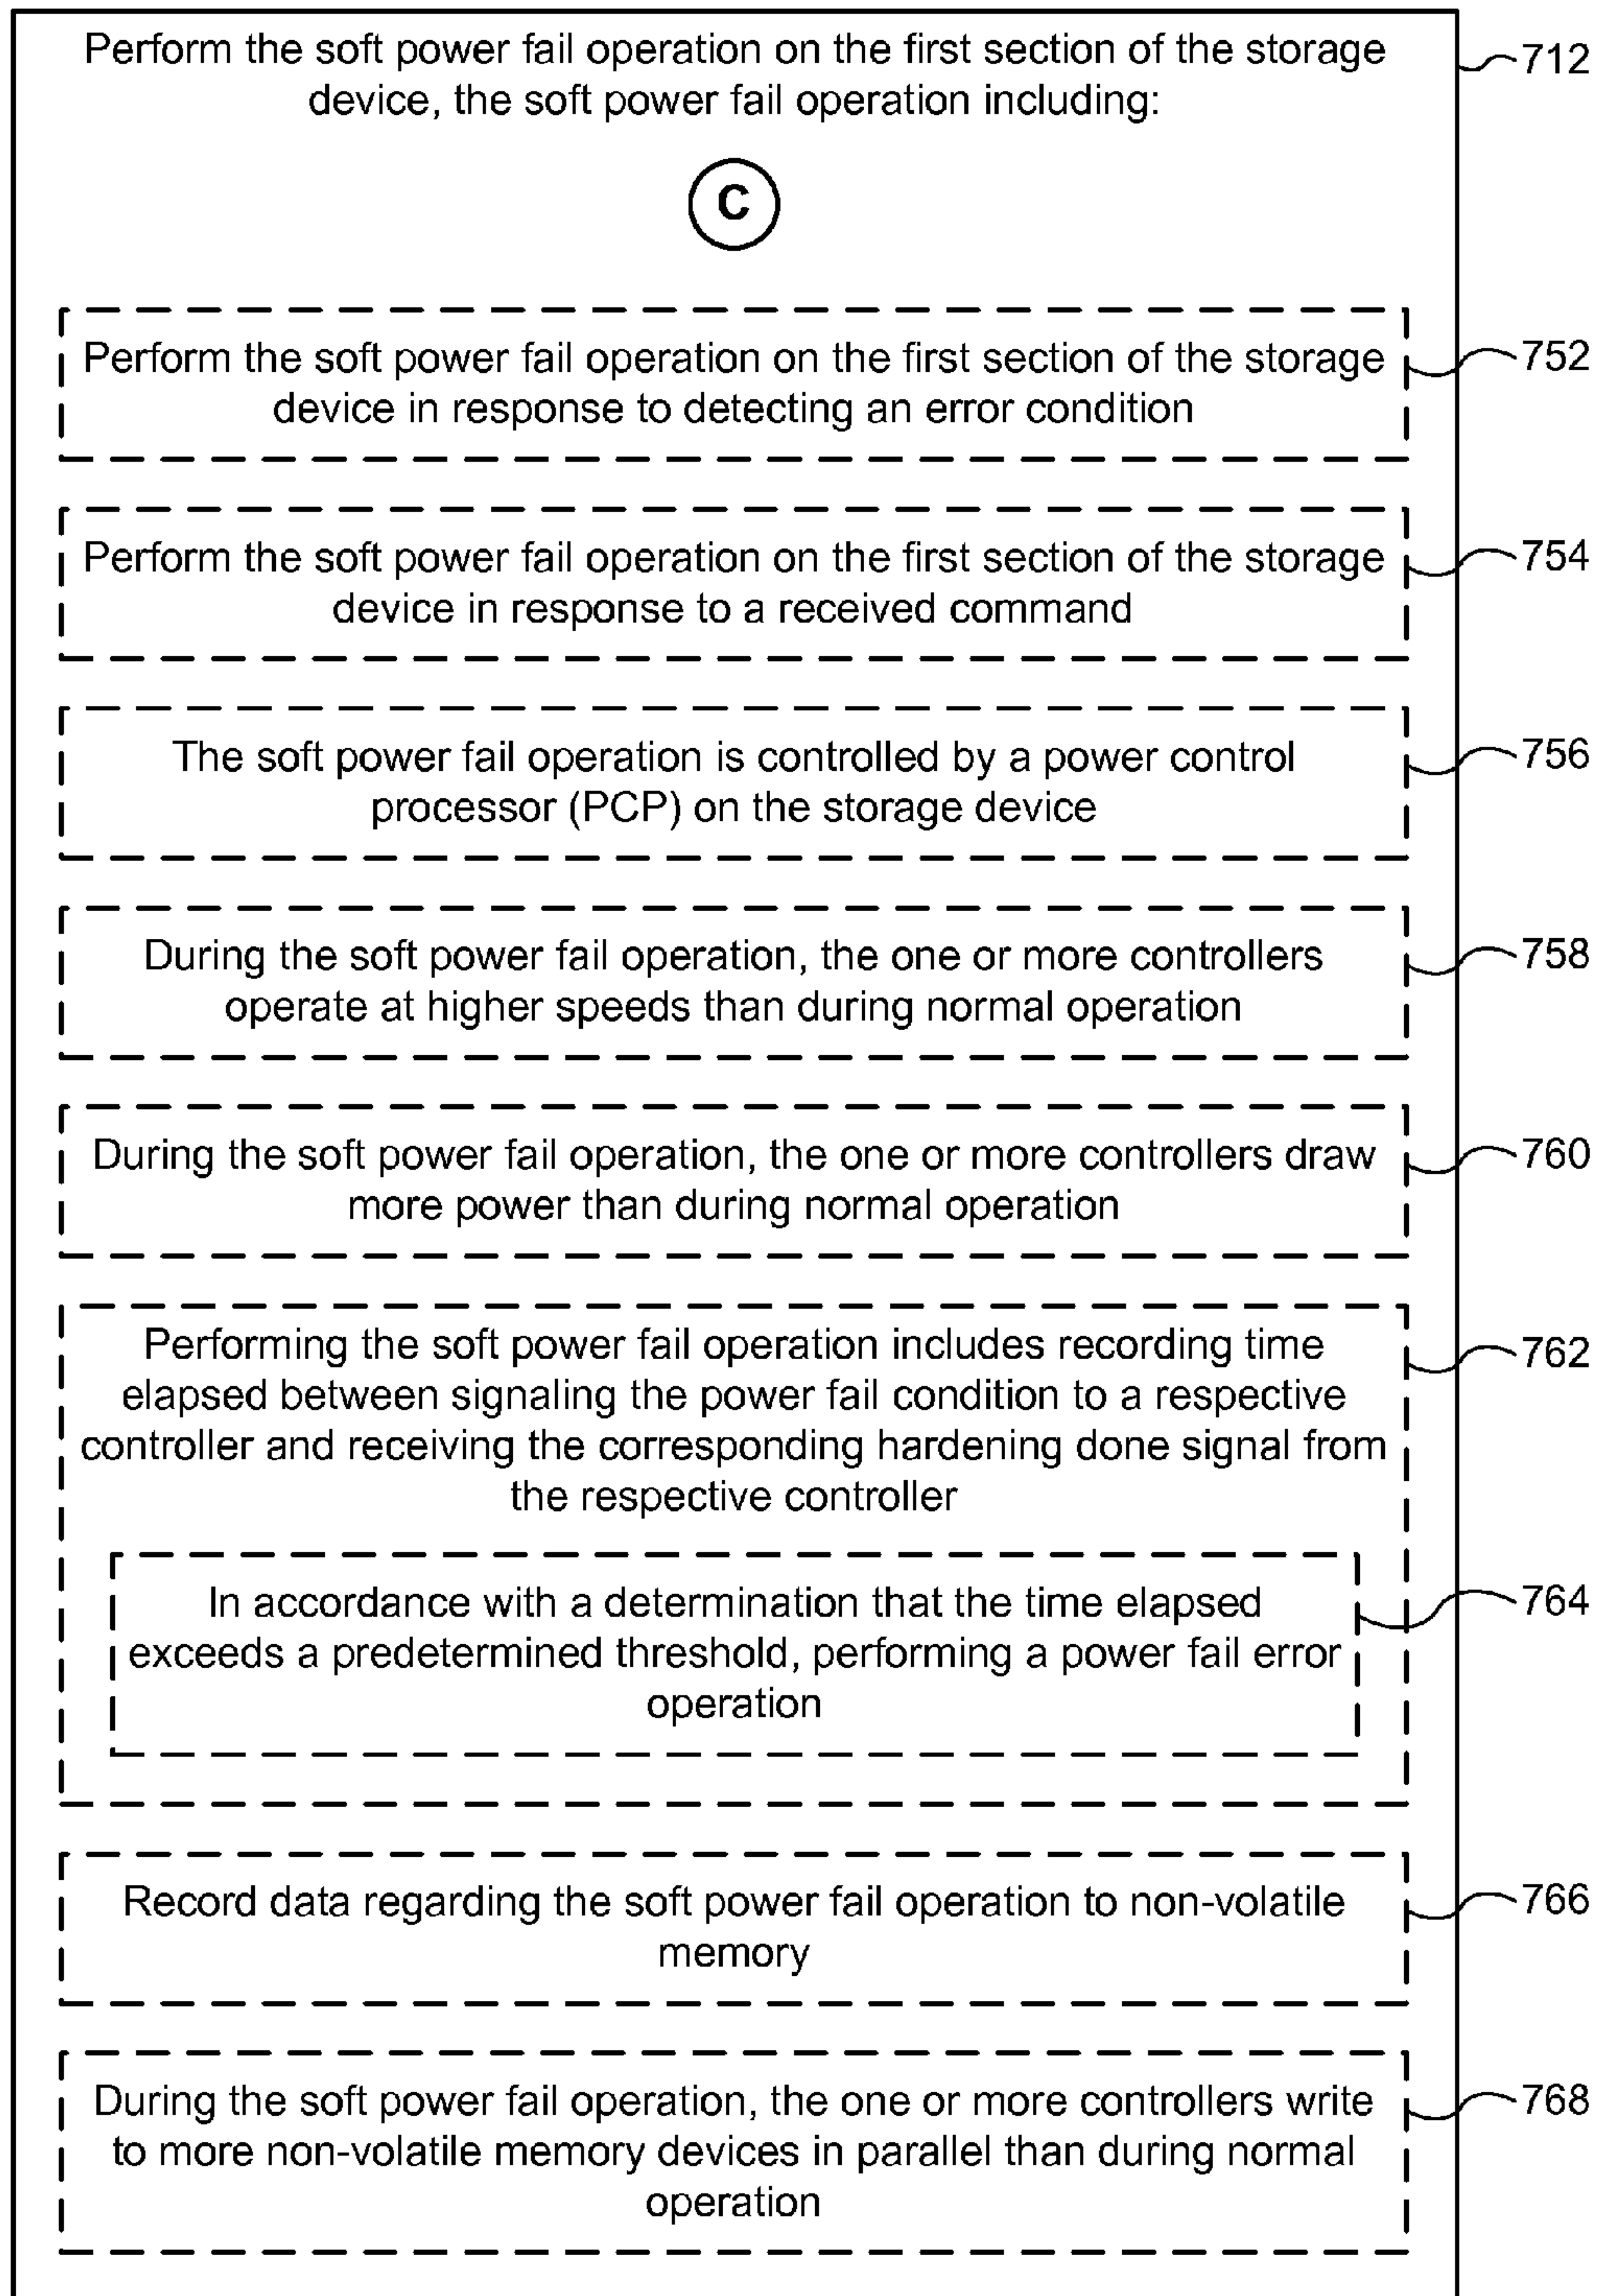 Perform the soft power fail operation on the first section of the storage
device, the soft power fail operation including:
712
C
Perform the soft power fail operation on the first section of the storage
device in response to detecting an error condition
752
Perform the soft power fail operation on the first section of the storage
device in response to a received command
754
The soft power fail operation is controlled by a power control
processor (PCP) on the storage device
756
During the soft power fail operation, the one or more controllers
operate at higher speeds than during normal operation
758
During the soft power fail operation, the one or more controllers draw
more power than during normal operation
760
Performing the soft power fail operation includes recording time
elapsed between signaling the power fail condition to a respective
controller and receiving the corresponding hardening done signal from
the respective controller
762
In accordance with a determination that the time elapsed
exceeds a predetermined threshold, performing a power fail error
operation
764
Record data regarding the soft power fail operation to non-volatile
memory
766
During the soft power fail operation, the one or more controllers write
to more non-volatile memory devices in parallel than during normal
operation
768